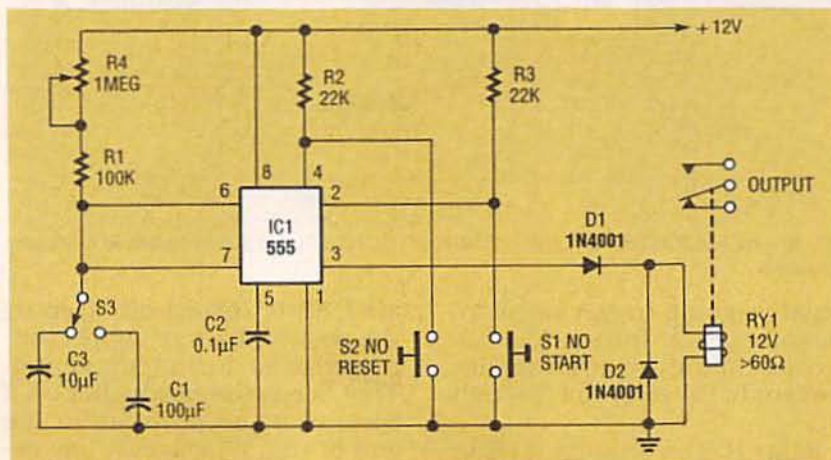 +12V
R4
1MEG
R2
22K
R3
22K
R1
100K
8
4
6
2
OUTPUT
IC1
555
D1
1N4001
7
3
5
1
S3
C2
0.1µF
S2 NO
RESET
S1 NO
START
RY1
12V
>60Ω
C3
10µF
D2
1N4001
C1
100µF